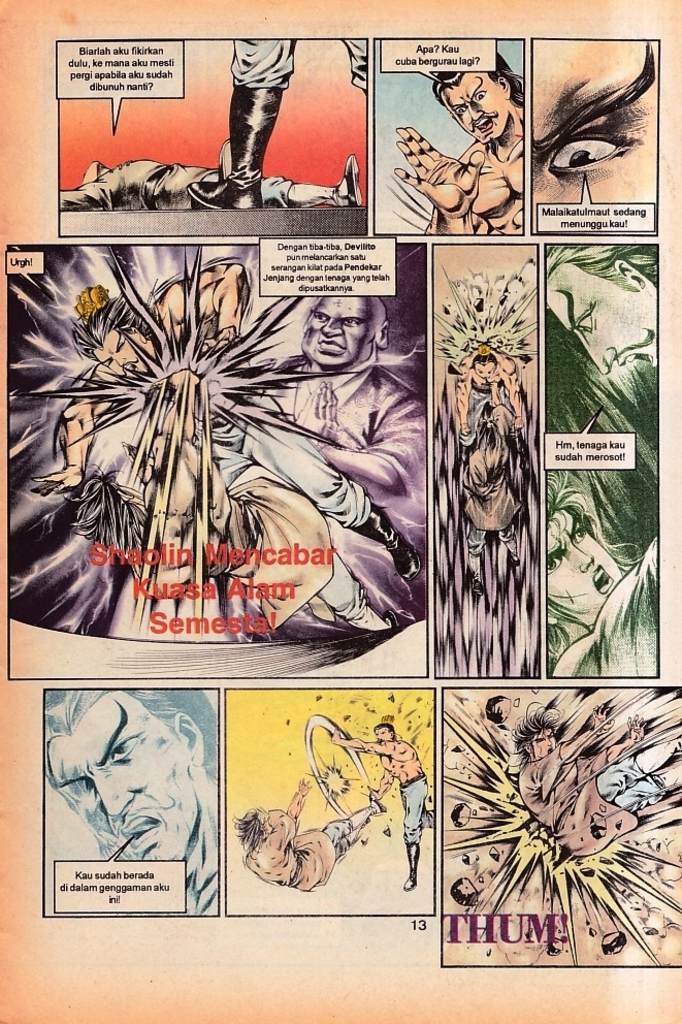 Biarlah aku fikirkan
dulu, ke mana aku mesti
pergi apabila aku sudah
dibunuh nanti?
Apa? Kau
cuba bergurau lagi?
Malaikatulmaut sedang
menunggu kau!
Urgh!
Dengan tiba-tiba, Devilito
pun melancarkan satu
serangan kilat pada Pendekar
Jenjang dengan tenaga yang telah
dipusatkannya.
Shaolin Mencabar
Kuasa Alam
Semesta!
Hm, tenaga kau
sudah merosot!
Kau sudah berada
di dalam genggaman aku
ini!
THUM!
13